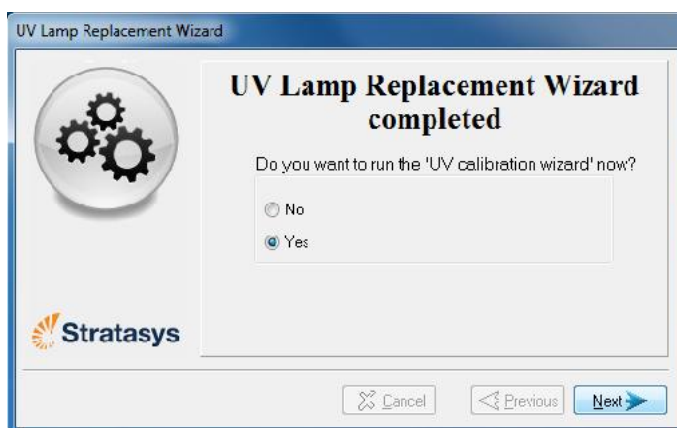 UV Lamp Replacement Wizard
UV Lamp Replacement Wizard
completed
Do you want to run the 'UV calibration wizard' now?
No
Yes
Stratasys
Cancel
Previous
Next